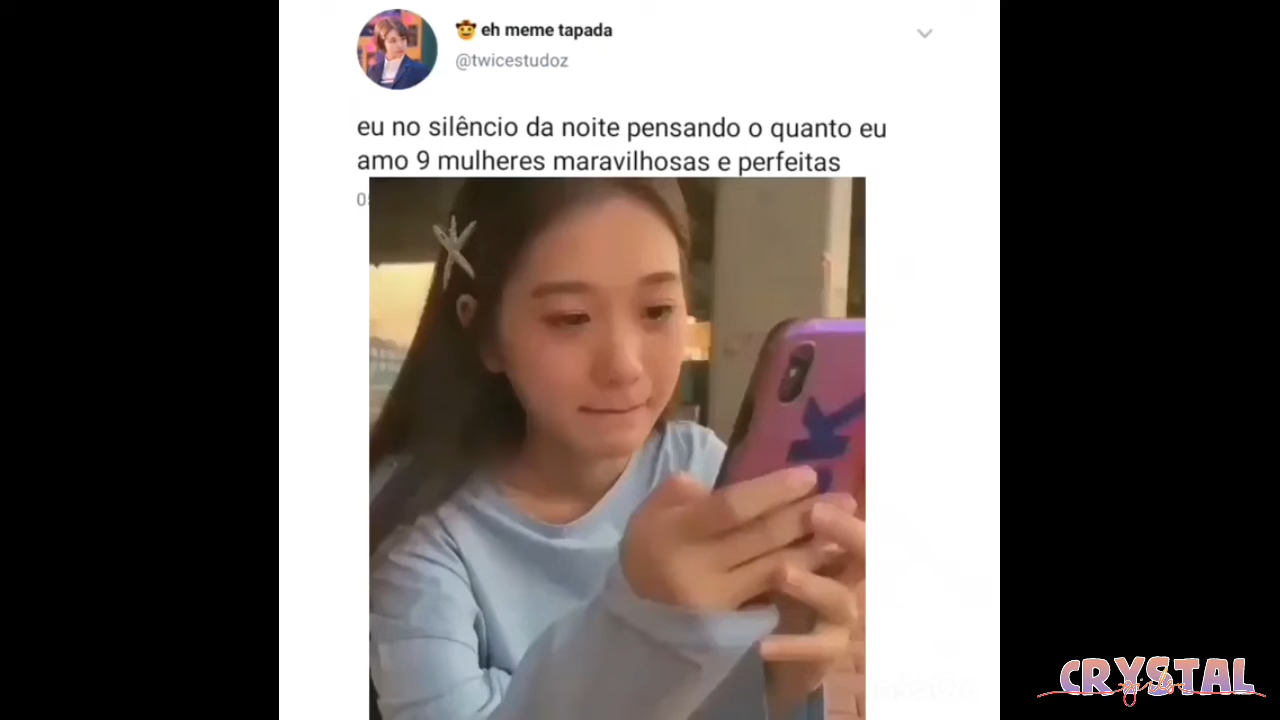 🤠 eh meme tapada
@twicestudoz
eu no silêncio da noite pensando o quanto eu
amo 9 mulheres maravilhosas e perfeitas
K
CRYSTAL